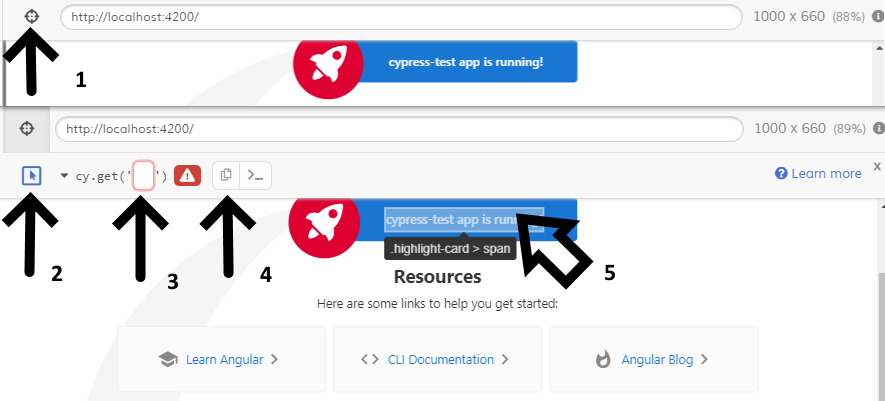 http://localhost:4200/
1000 x 660 (88%)
1
cypress-test app is running!
http://localhost:4200/
1000 x 660 (89%)
cy.get('
')
>_
Learn more
x
2
3
4
5
cypress-test app is runn
.highlight-card > span
Resources
Here are some links to help you get started:
Learn Angular
CLI Documentation
Angular Blog